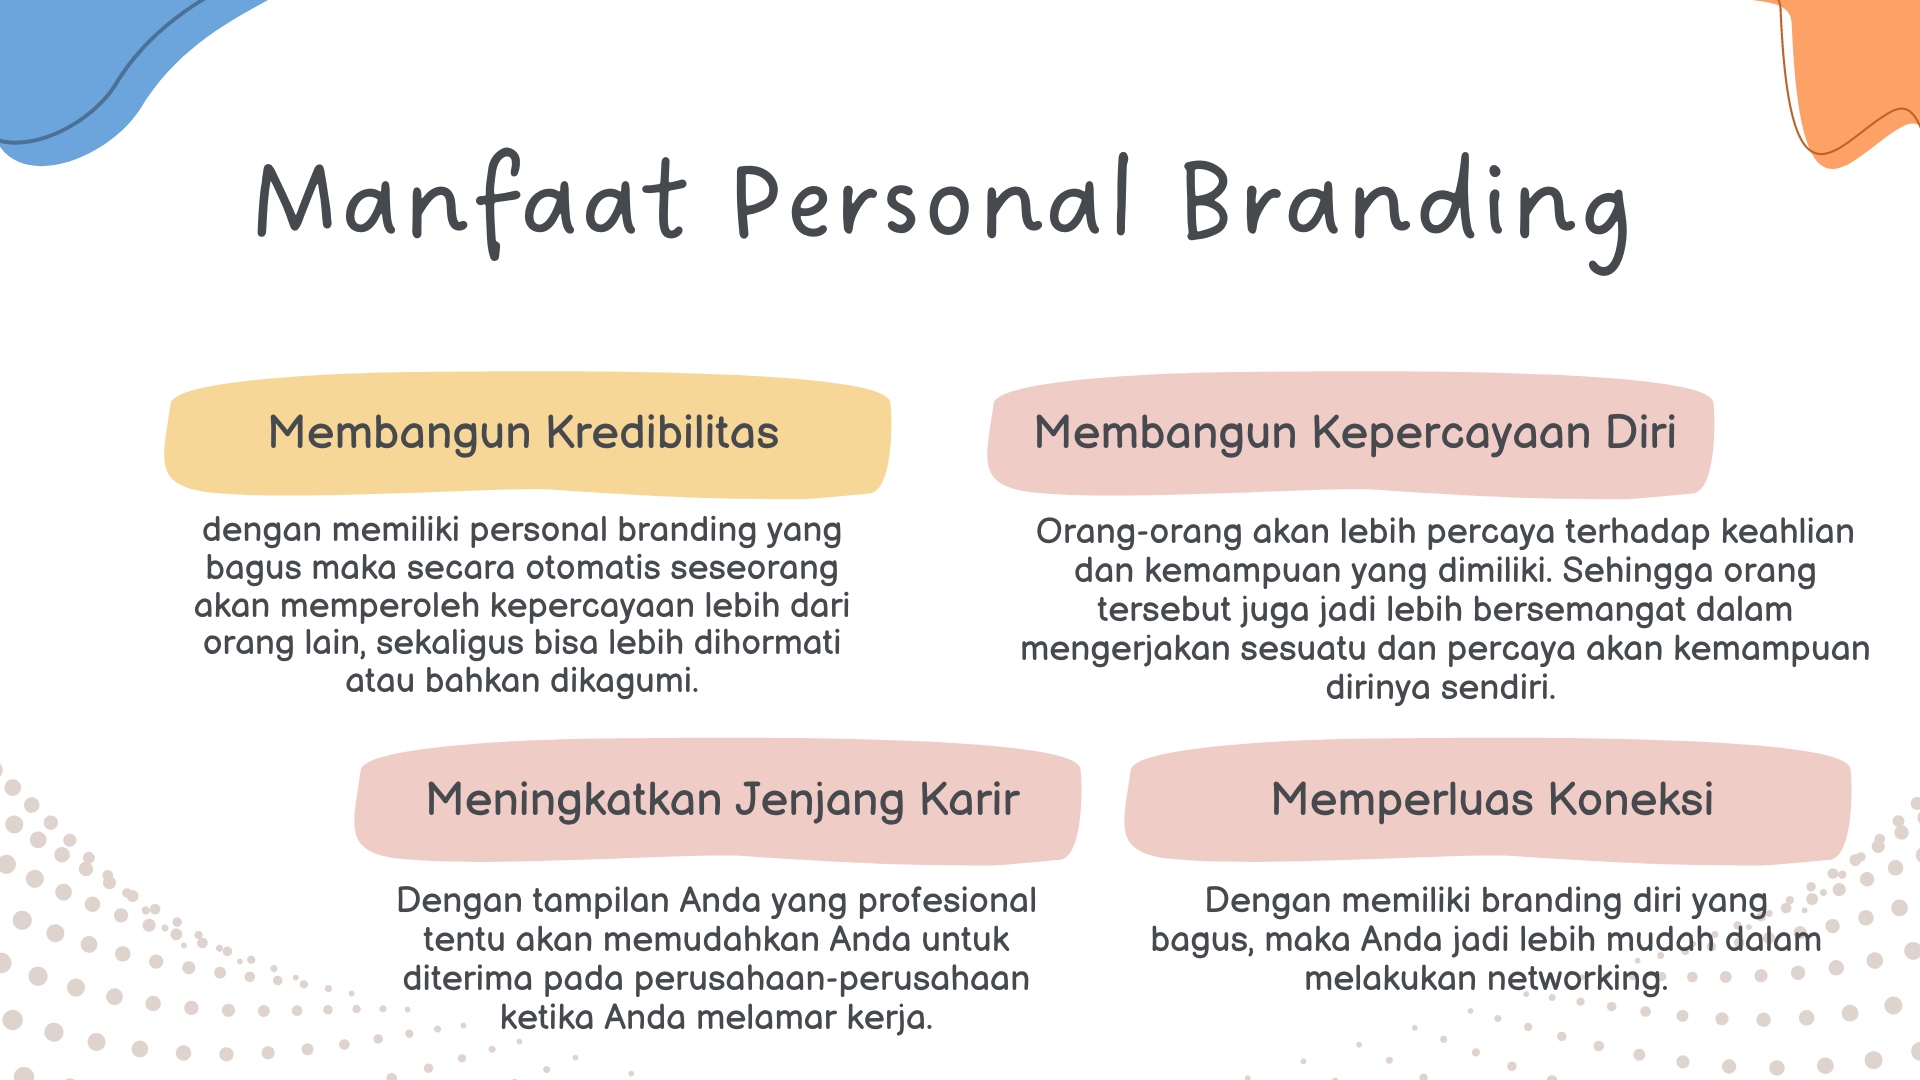 Manfaat Personal Branding
Membangun Kredibilitas
dengan memiliki personal branding yang
bagus maka secara otomatis seseorang
akan memperoleh kepercayaan lebih dari
orang lain, sekaligus bisa lebih dihormati
atau bahkan dikagumi.
Membangun Kepercayaan Diri
Orang-orang akan lebih percaya terhadap keahlian
dan kemampuan yang dimiliki. Sehingga orang
tersebut juga jadi lebih bersemangat dalam
mengerjakan sesuatu dan percaya akan kemampuan
dirinya sendiri.
Meningkatkan Jenjang Karir
Dengan tampilan Anda yang profesional
tentu akan memudahkan Anda untuk
diterima pada perusahaan-perusahaan
ketika Anda melamar kerja.
Memperluas Koneksi
Dengan memiliki branding diri yang
bagus, maka Anda jadi lebih mudah dalam
melakukan networking.